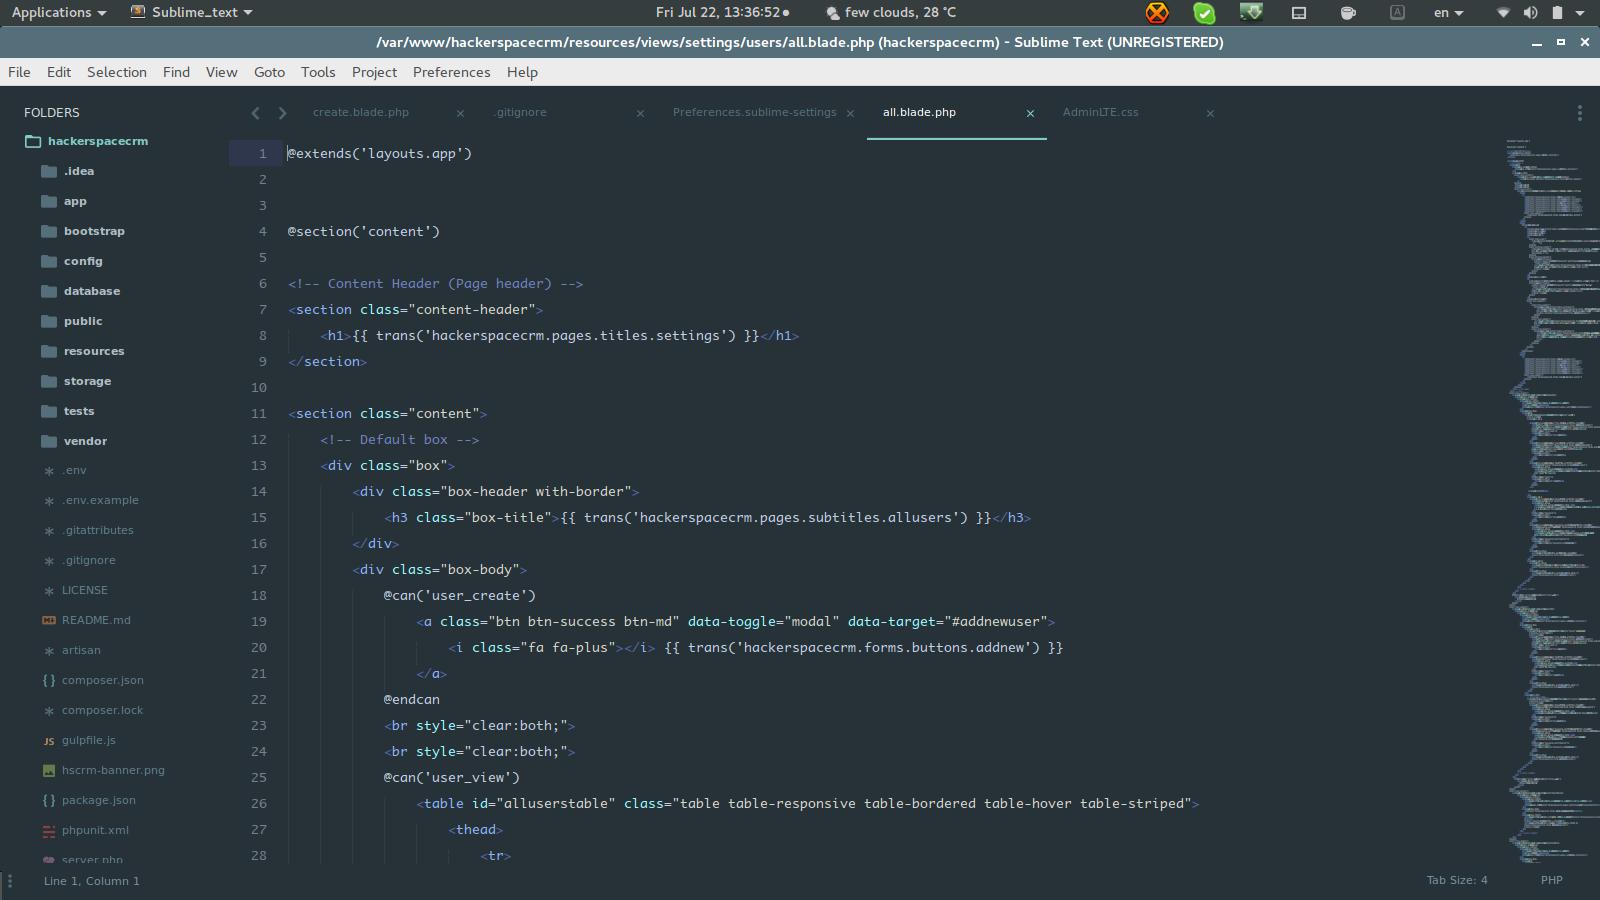 Applications Sublime_text Fri Jul 22, 13:36:52 few clouds, 28 °C A en
/var/www/hackerspacecrm/resources/views/settings/users/all.blade.php (hackerspacecrm) - Sublime Text (UNREGISTERED)
File Edit Selection Find View Goto Tools Project Preferences Help
FOLDERS
hackerspacecrm
.idea
app
bootstrap
config
database
public
resources
storage
tests
vendor
.env
.env.example
.gitattributes
.gitignore
LICENSE
README.md
artisan
{ } composer.json
composer.lock
JS gulpfile.js
hscrm-banner.png
{ } package.json
phpunit.xml
server.php
create.blade.php .gitignore Preferences.sublime-settings all.blade.php AdminLTE.css
1 @extends('layouts.app')
2
3
4 @section('content')
5
6 <!-- Content Header (Page header) -->
7 <section class="content-header">
8 <h1>{{ trans('hackerspacecrm.pages.titles.settings') }}</h1>
9 </section>
10
11 <section class="content">
12 <!-- Default box -->
13 <div class="box">
14 <div class="box-header with-border">
15 <h3 class="box-title">{{ trans('hackerspacecrm.pages.subtitles.allusers') }}</h3>
16 </div>
17 <div class="box-body">
18 @can('user_create')
19 <a class="btn btn-success btn-md" data-toggle="modal" data-target="#addnewuser">
20 <i class="fa fa-plus"></i> {{ trans('hackerspacecrm.forms.buttons.addnew') }}
21 </a>
22 @endcan
23 <br style="clear:both;">
24 <br style="clear:both;">
25 @can('user_view')
26 <table id="alluserstable" class="table table-responsive table-bordered table-hover table-striped">
27 <thead>
28 <tr>
Line 1, Column 1 Tab Size: 4 PHP